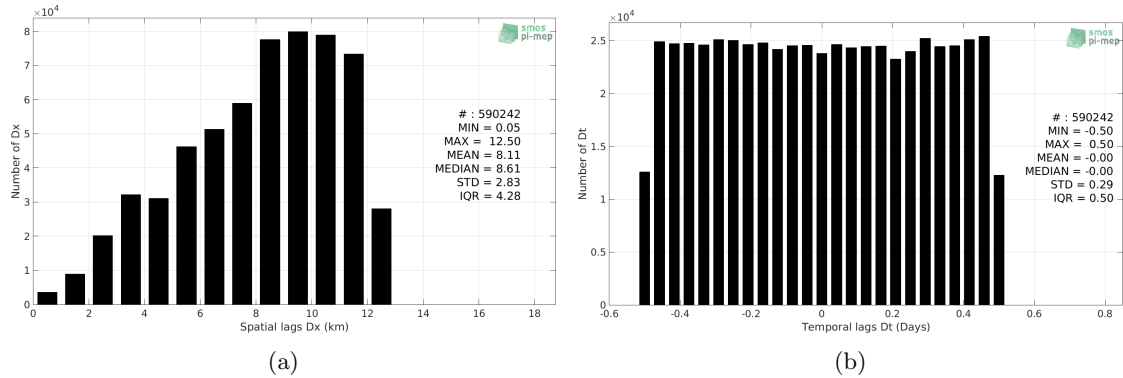 ×10⁴
8
7
6
5
4
3
2
1
0
Number of Dx
0 2 4 6 8 10 12 14 16 18
Spatial lags Dx (km)
smos
pi-mep
# : 590242
MIN = 0.05
MAX = 12.50
MEAN = 8.11
MEDIAN = 8.61
STD = 2.83
IQR = 4.28
(a)
×10⁴
2.5
2
1.5
1
0.5
0
Number of Dt
-0.6 -0.4 -0.2 0 0.2 0.4 0.6 0.8
Temporal lags Dt (Days)
smos
pi-mep
# : 590242
MIN = -0.50
MAX = 0.50
MEAN = -0.00
MEDIAN = -0.00
STD = 0.29
IQR = 0.50
(b)